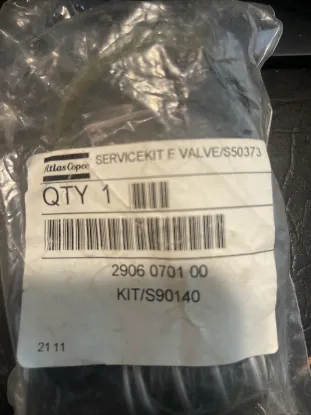 Atlas Copco
SERVICEKIT F VALVE/S50373
QTY 1
2906 0701 00
KIT/S90140
21 11